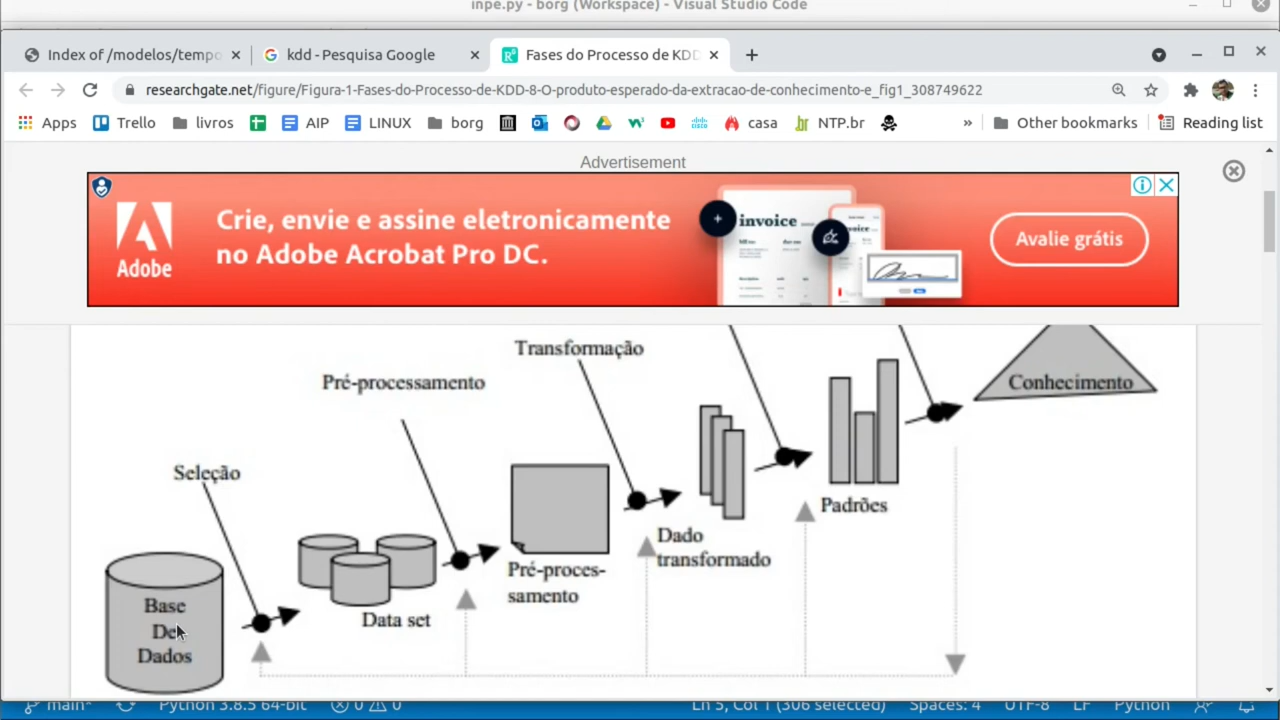 inpe.py - borg (Workspace) - Visual Studio Code
Index of /modelos/tempo
kdd - Pesquisa Google
Fases do Processo de KDD
researchgate.net/figure/Figura-1-Fases-do-Processo-de-KDD-8-O-produto-esperado-da-extracao-de-conhecimento-e_fig1_308749622
Apps
Trello
livros
AIP
LINUX
borg
casa
NTP.br
»
Other bookmarks
Reading list
Advertisement
Adobe
Crie, envie e assine eletronicamente
no Adobe Acrobat Pro DC.
invoice
Avalie grátis
Transformação
Pré-processamento
Conhecimento
Seleção
Padrões
Dado
transformado
Pré-proces-
samento
Data set
Base
De
Dados
main*
Python 3.8.5 64-bit
0
0
Ln 5, Col 1 (306 selected)
Spaces: 4
UTF-8
LF
Python